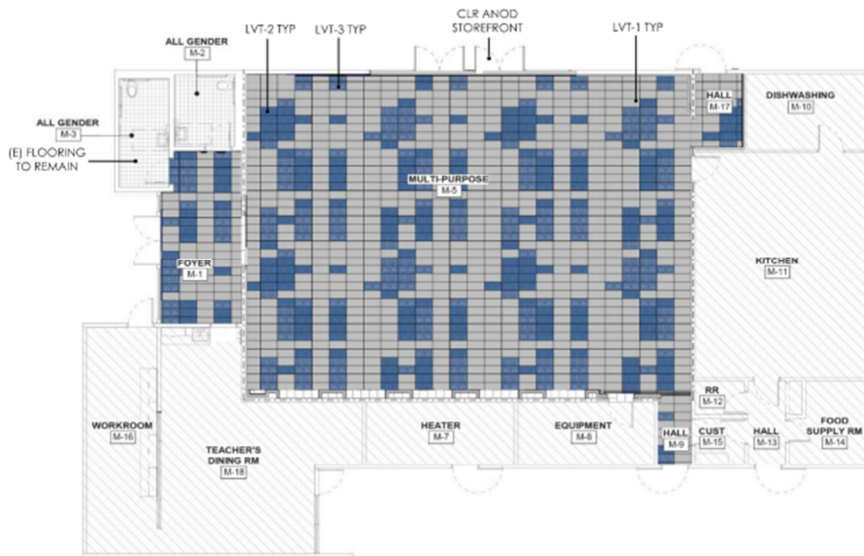 LVT-2 TYP
LVT-3 TYP
CLR ANOD
STOREFRONT
LVT-1 TYP
ALL GENDER
M-2
HALL
M-17
DISHWASHING
M-10
ALL GENDER
M-3
(E) FLOORING
TO REMAIN
MULTI-PURPOSE
M-5
FOYER
M-1
KITCHEN
M-11
RR
M-12
WORKROOM
M-16
TEACHER'S
DINING RM
M-18
HEATER
M-7
EQUIPMENT
M-8
HALL
M-9
CUST
M-15
HALL
M-13
FOOD
SUPPLY RM
M-14